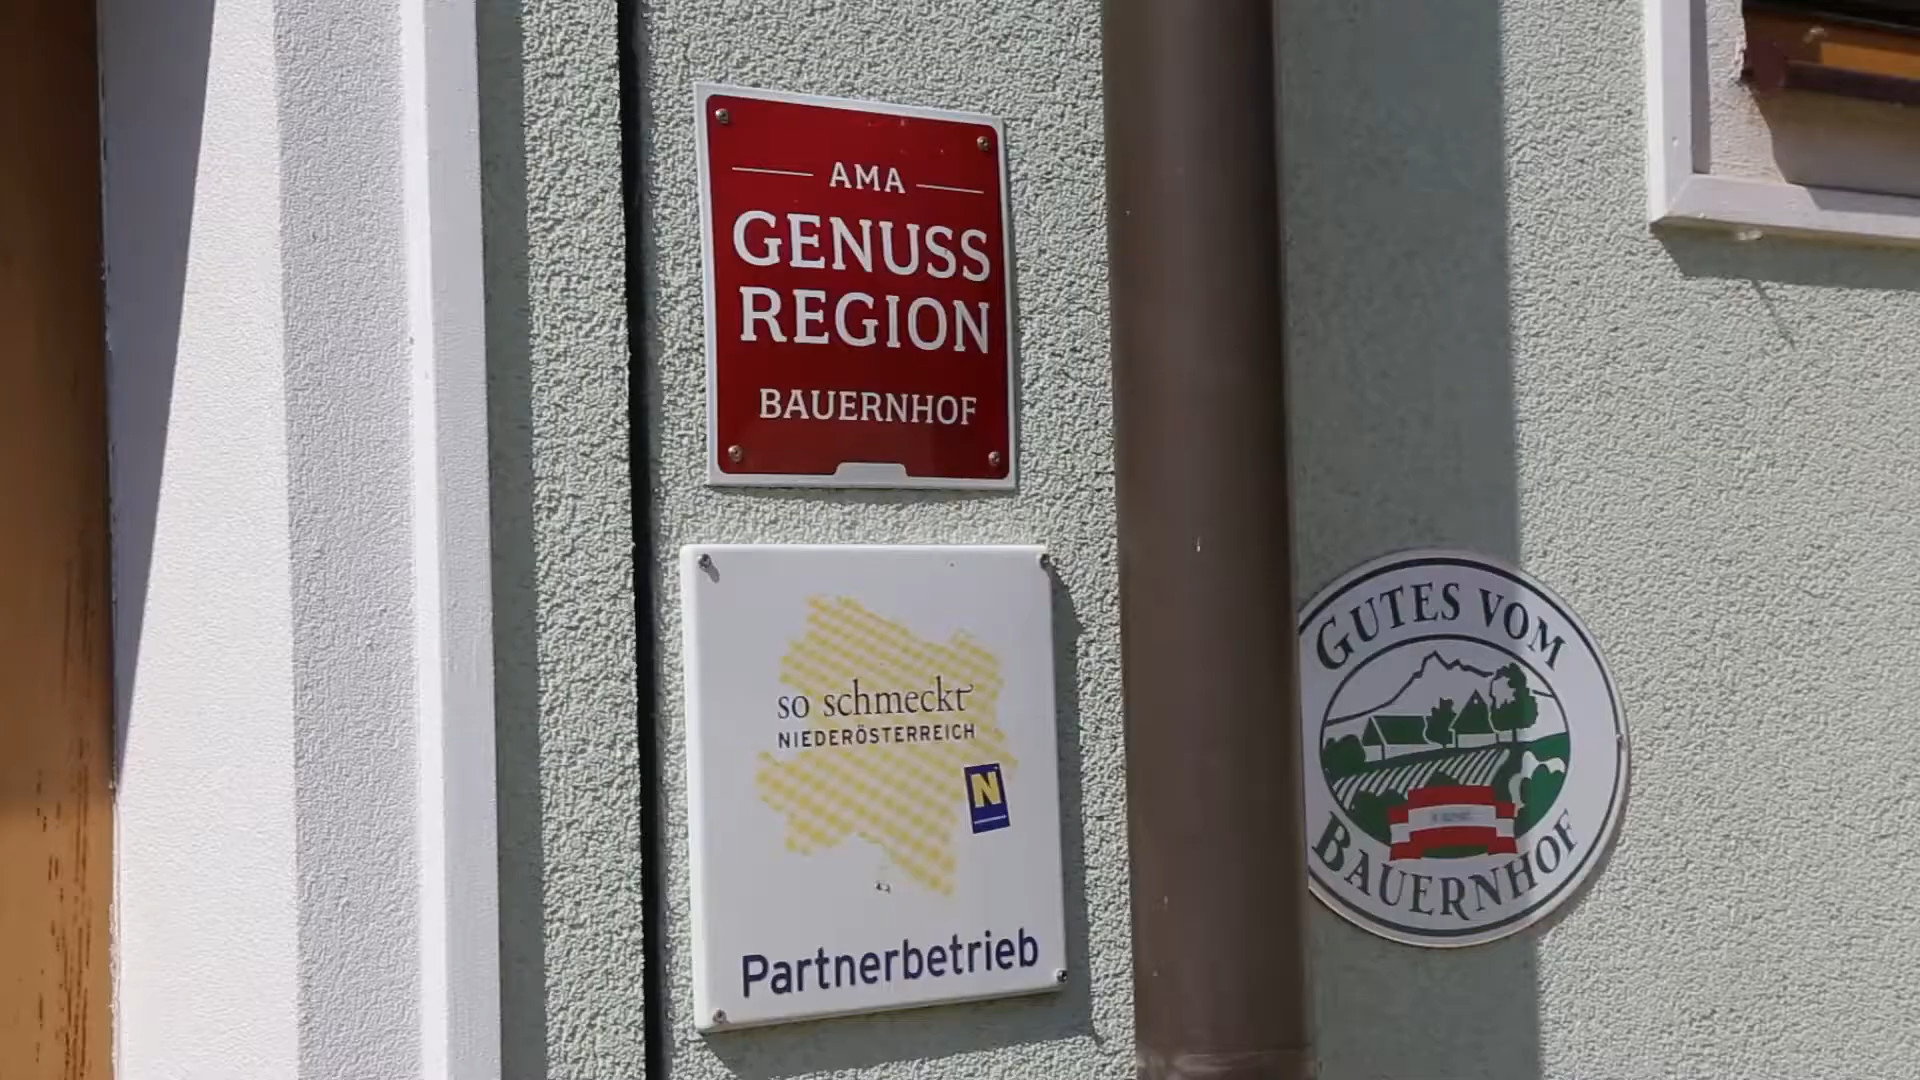 AMA
GENUSS
REGION
BAUERNHOF
so schmeckt
NIEDERÖSTERREICH
N
Partnerbetrieb
GUTES VOM
BAUERNHOF